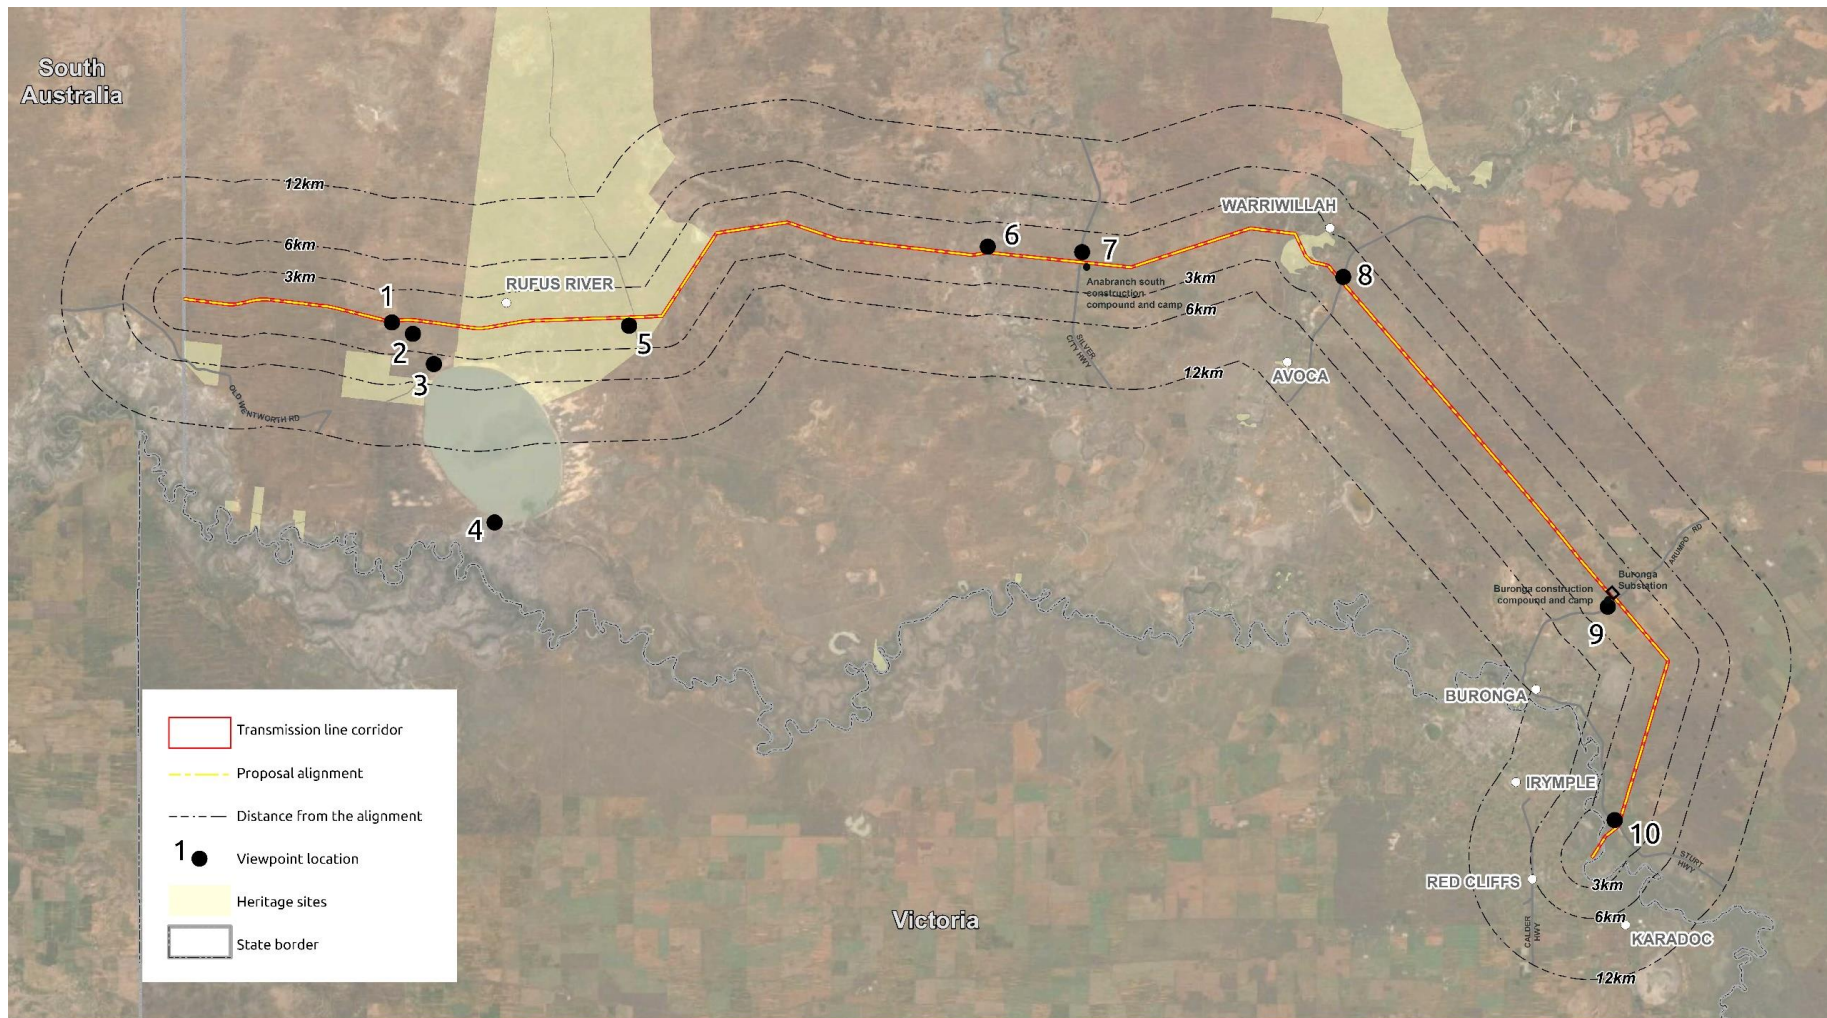 South
Australia
12km
6km
3km
1
2
3
4
RUFUS RIVER
5
OLD WENTWORTH RD
6
7
Anabranch south
construction
compound and camp
SILVER
CITY HWY
WARRIWILLAH
8
3km
6km
12km
AVOCA
ARUMPO RD
Buronga
Substation
Buronga construction
compound and camp
9
BURONGA
IRYMPLE
10
STURT
HWY
RED CLIFFS
3km
6km
CALDER
HWY
KARADOC
12km
Victoria
Transmission line corridor
Proposal alignment
Distance from the alignment
1
Viewpoint location
Heritage sites
State border